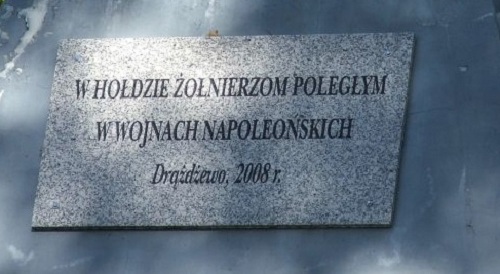 W HOŁDZIE ŻOŁNIERZOM POLEGŁYM
W WOJNACH NAPOLEOŃSKICH
Drążdżewo, 2008 r.